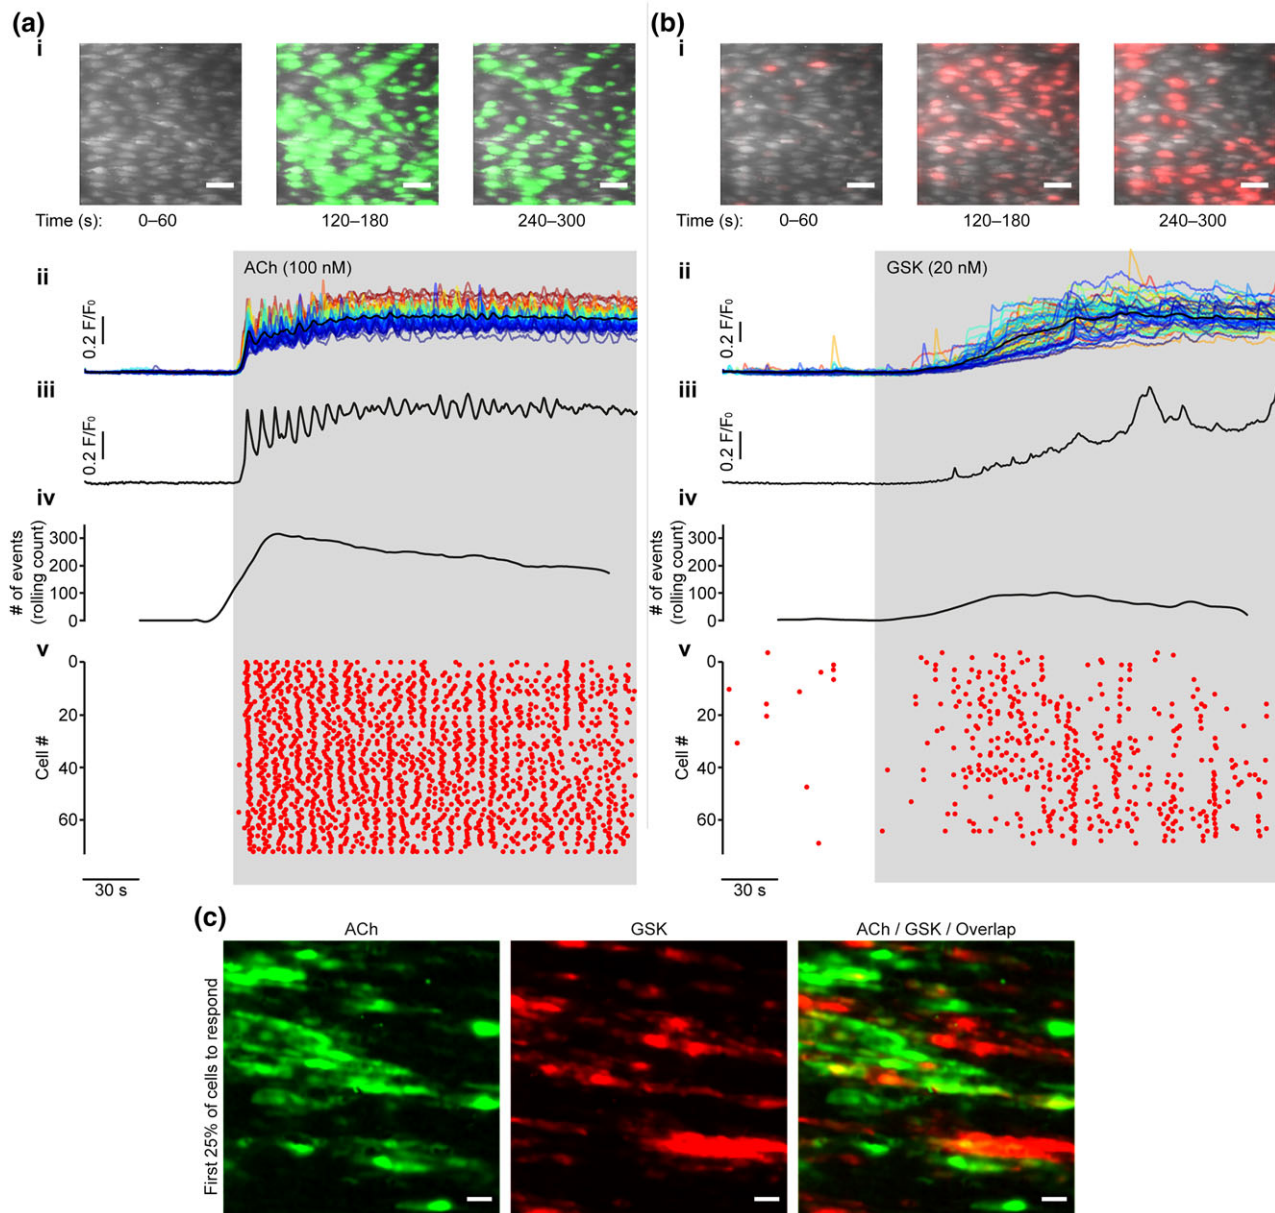 (a)
i
Time (s):
0–60
120–180
240–300
ii
ACh (100 nM)
0.2 F/F₀
iii
0.2 F/F₀
iv
# of events
(rolling count)
300
200
100
0
v
Cell #
0
20
40
60
30 s
(b)
i
Time (s):
0–60
120–180
240–300
ii
GSK (20 nM)
0.2 F/F₀
iii
0.2 F/F₀
iv
# of events
(rolling count)
300
200
100
0
v
Cell #
0
20
40
60
30 s
(c)
ACh
GSK
ACh / GSK / Overlap
First 25% of cells to respond